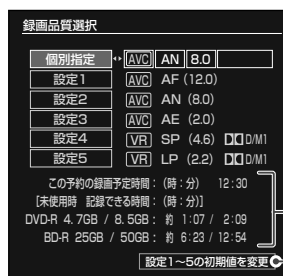 録画品質選択
個別指定 AVC AN 8.0
設定1 AVC AF (12.0)
設定2 AVC AN (8.0)
設定3 AVC AE (2.0)
設定4 VR SP (4.6) D/M1
設定5 VR LP (2.2) D/M1
この予約の録画予定時間：(時：分) 12:30
[未使用時 記録できる時間：(時：分)]
DVD-R 4.7GB / 8.5GB： 約 1:07 / 2:09
BD-R 25GB / 50GB： 約 6:23 / 12:54
設定1～5の初期値を変更